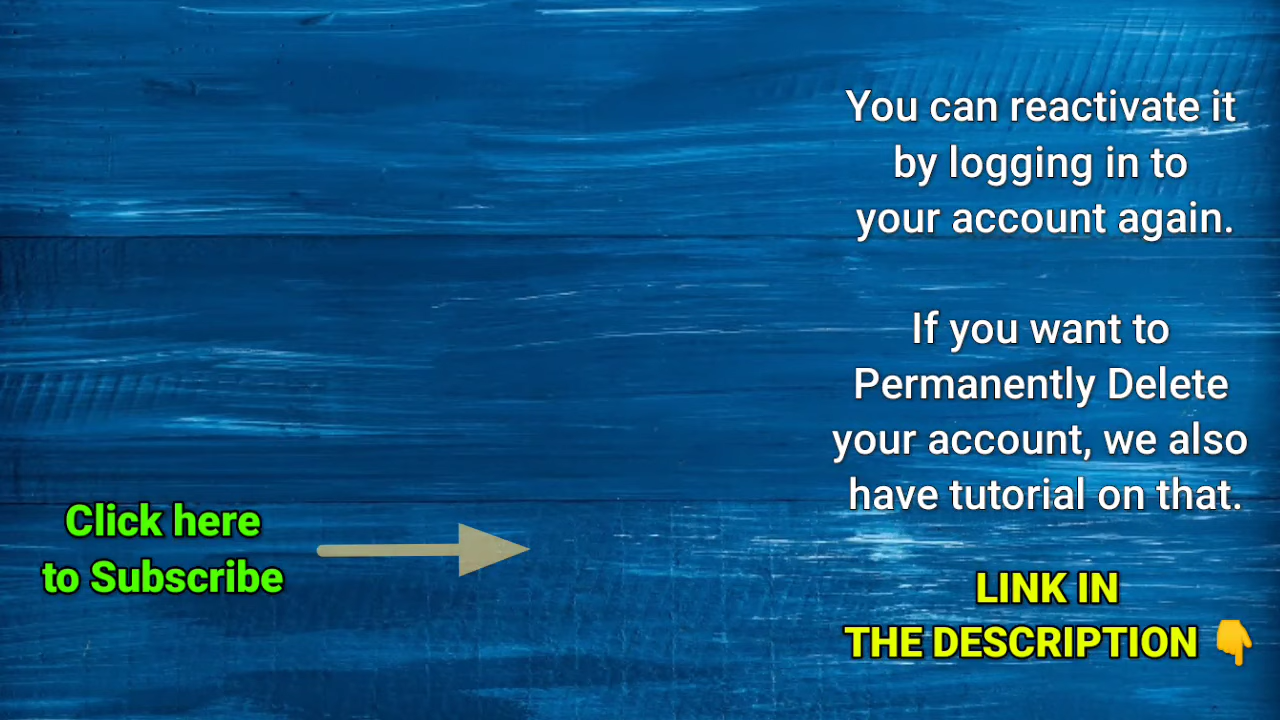 You can reactivate it
by logging in to
your account again.
If you want to
Permanently Delete
your account, we also
have tutorial on that.
Click here
to Subscribe
LINK IN
THE DESCRIPTION 👇